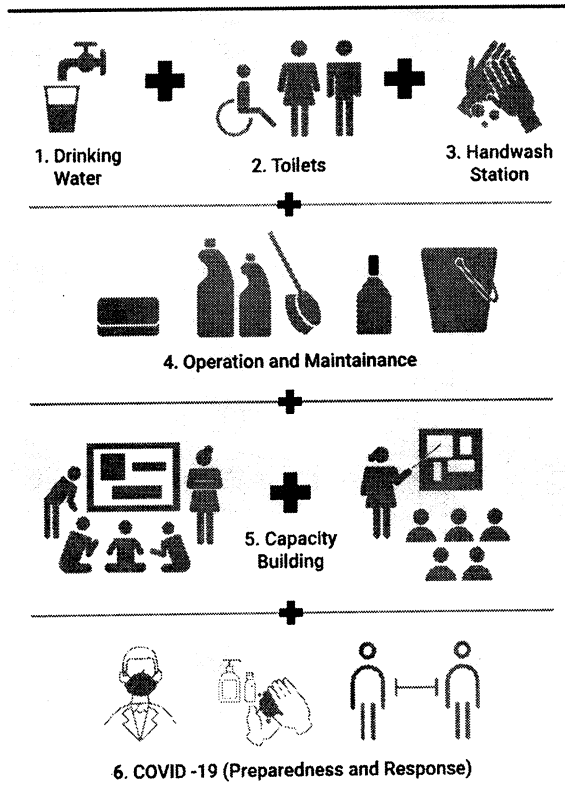 1. Drinking
Water
2. Toilets
3. Handwash
Station
4. Operation and Maintainance
5. Capacity
Building
6. COVID -19 (Preparedness and Response)